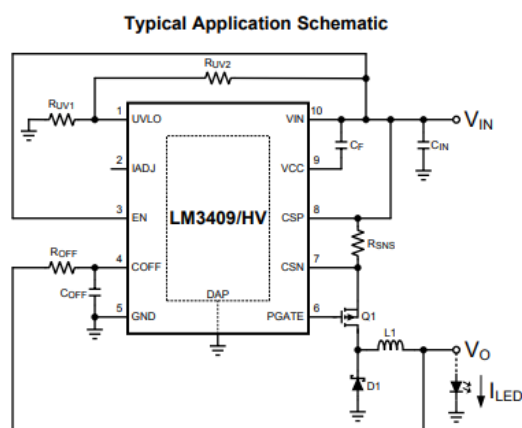 Typical Application Schematic
RUV2
RUV1
1 UVLO VIN 10
VIN
CF
CIN
2 IADJ VCC 9
LM3409/HV
3 EN CSP 8
RSNS
ROFF
4 COFF CSN 7
COFF
DAP
5 GND PGATE 6
Q1
L1
VO
D1
ILED